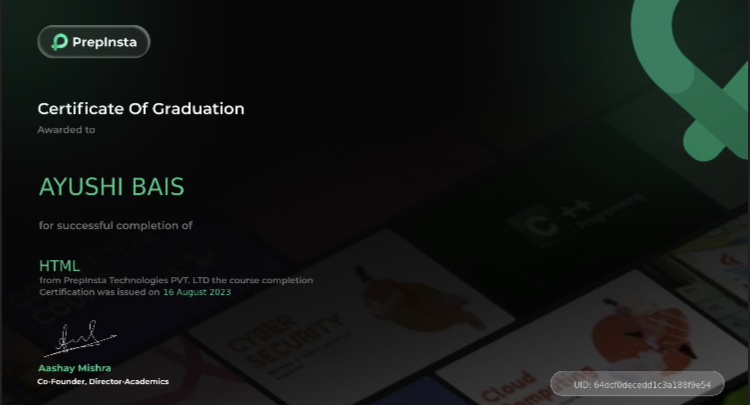 PrepInsta
Certificate Of Graduation
Awarded to
AYUSHI BAIS
for successful completion of
HTML
from PrepInsta Technologies PVT. LTD the course completion
Certification was issued on 16 August 2023
Aashay Mishra
Co-Founder, Director-Academics
C++
Programming
CYBER
SECURITY
Cloud
UID: 64dcf0decedd1c3a188f9e54